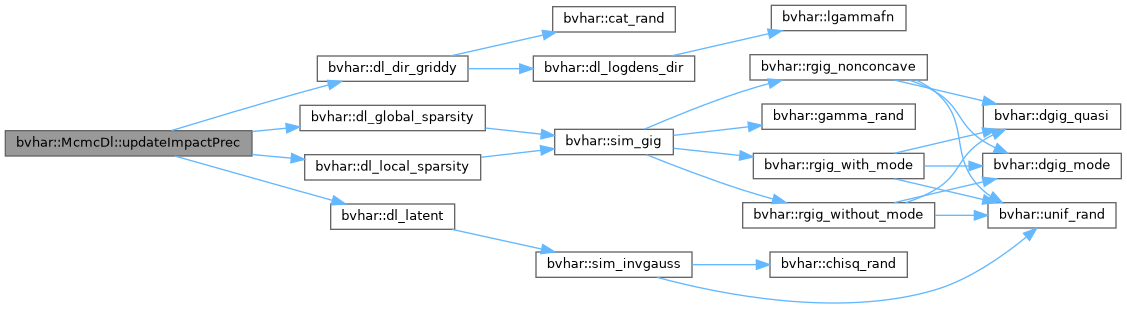 bvhar::McmcDl::updateImpactPrec
bvhar::dl_dir_griddy
bvhar::dl_global_sparsity
bvhar::dl_local_sparsity
bvhar::dl_latent
bvhar::cat_rand
bvhar::dl_logdens_dir
bvhar::sim_gig
bvhar::sim_invgauss
bvhar::lgammafn
bvhar::rgig_nonconcave
bvhar::gamma_rand
bvhar::rgig_with_mode
bvhar::rgig_without_mode
bvhar::chisq_rand
bvhar::dgig_quasi
bvhar::dgig_mode
bvhar::unif_rand